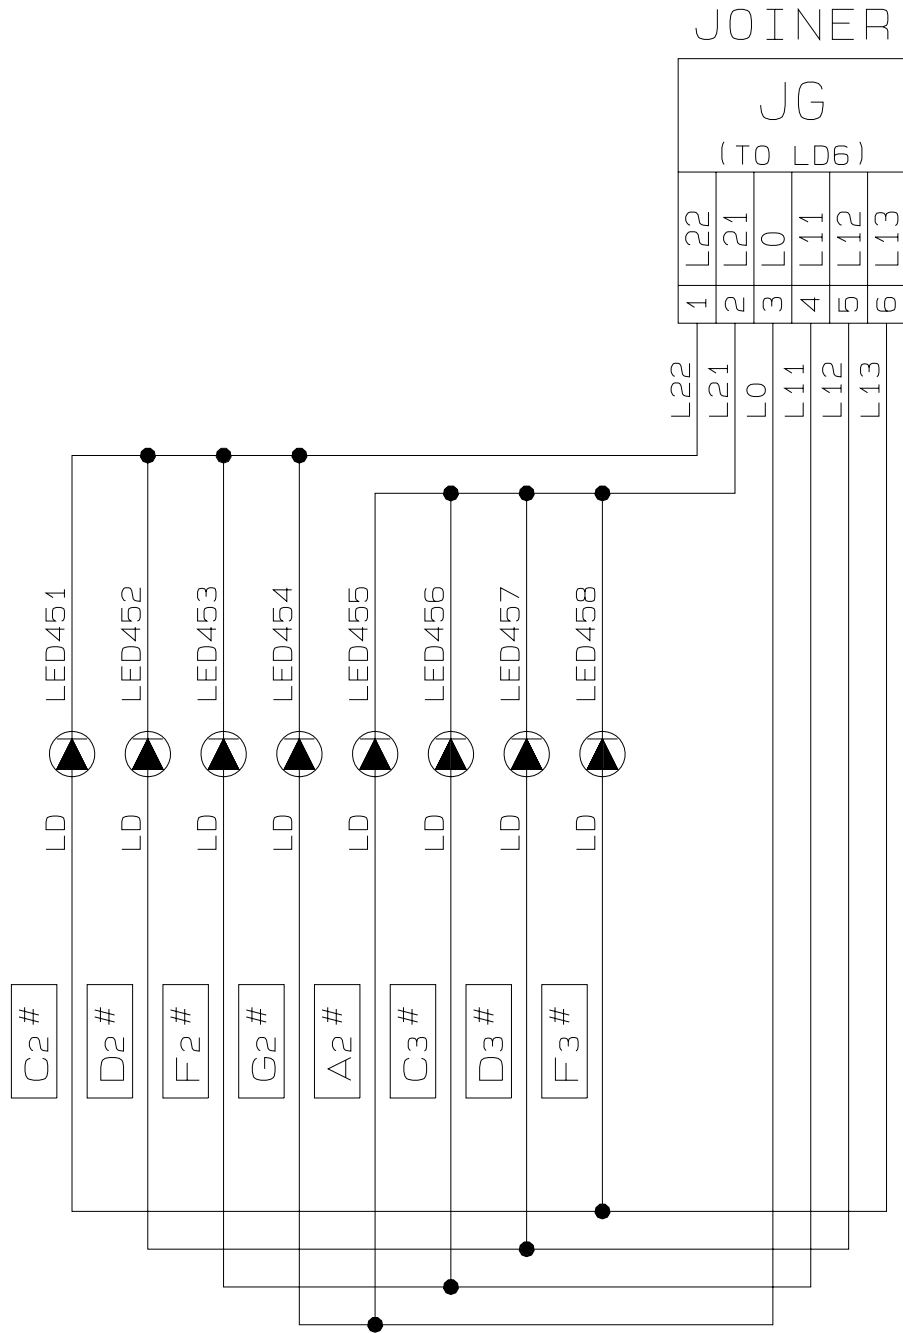 JOINER
JG
(TO LD6)
L22 L21 L0 L11 L12 L13
1 2 3 4 5 6
L22 L21 L0 L11 L12 L13
LED451 LED452 LED453 LED454 LED455 LED456 LED457 LED458
LD LD LD LD LD LD LD LD
C2# D2# F2# G2# A2# C3# D3# F3#